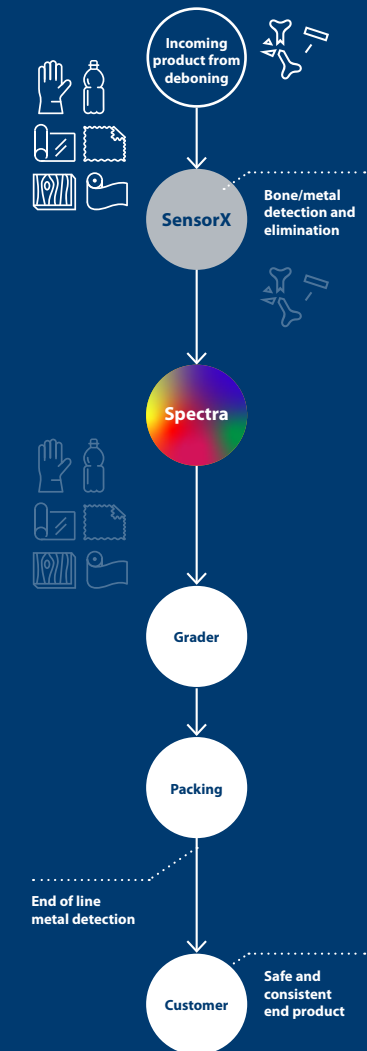 Incoming
product from
deboning
SensorX
Bone/metal
detection and
elimination
Spectra
Grader
Packing
End of line
metal detection
Customer
Safe and
consistent
end product